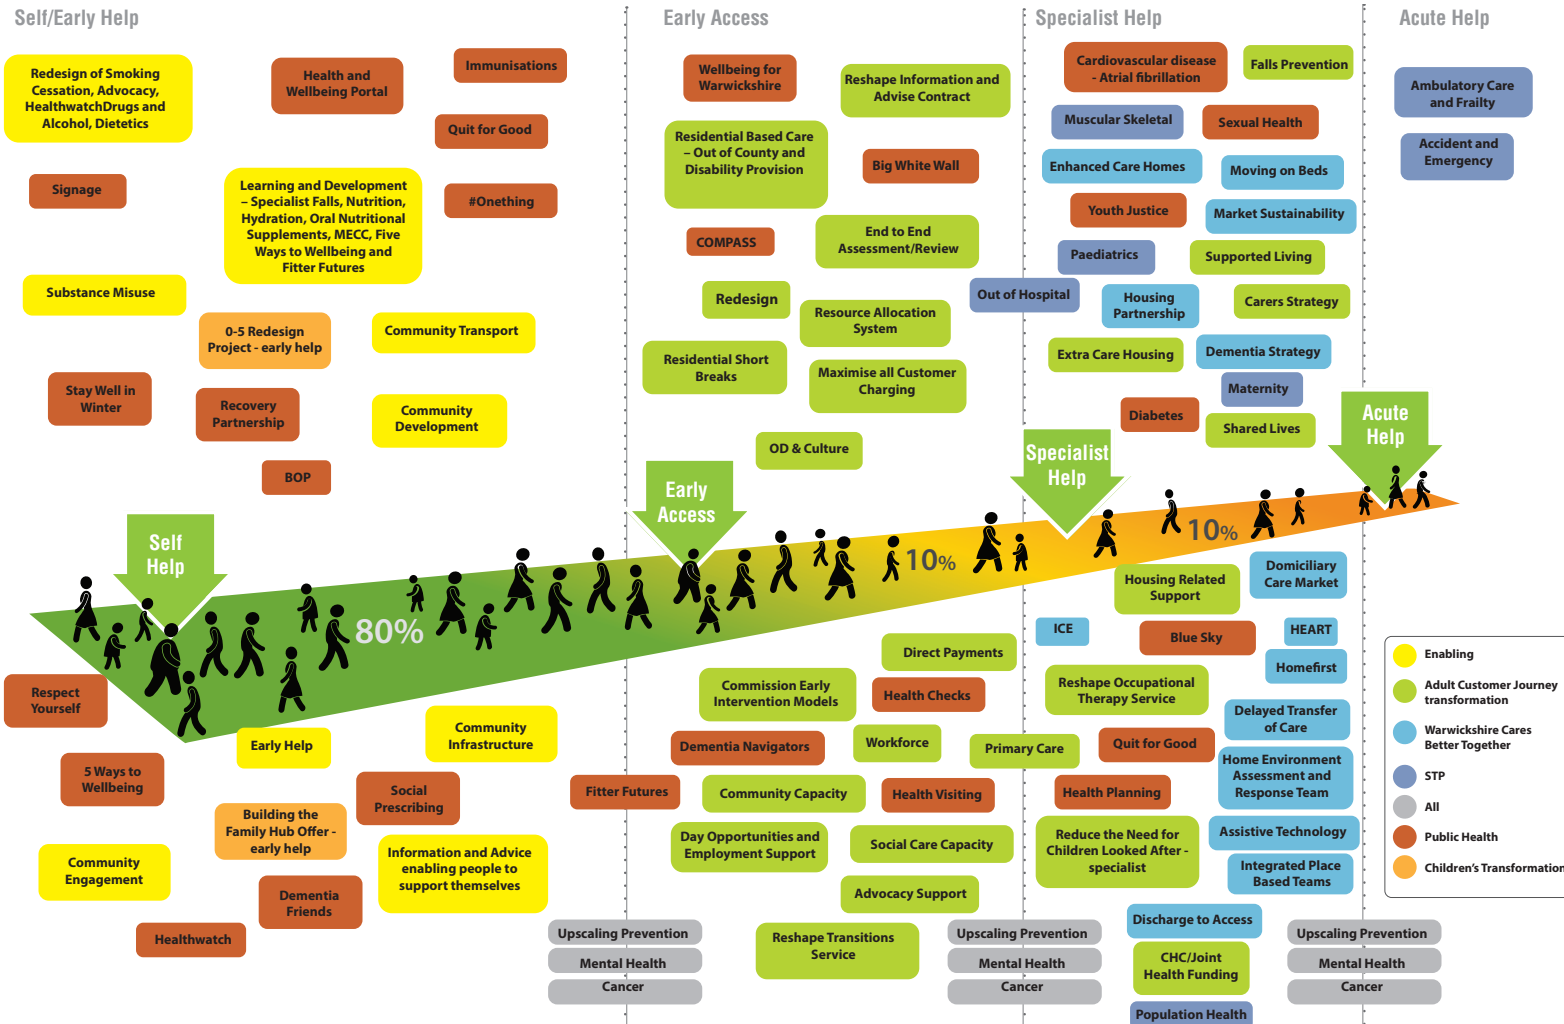 Self/Early Help
Early Access
Specialist Help
Acute Help
Redesign of Smoking
Cessation, Advocacy,
HealthwatchDrugs and
Alcohol, Dietetics
Health and
Wellbeing Portal
Immunisations
Quit for Good
Signage
Learning and Development
– Specialist Falls, Nutrition,
Hydration, Oral Nutritional
Supplements, MECC, Five
Ways to Wellbeing and
Fitter Futures
#Onething
Substance Misuse
0-5 Redesign
Project - early help
Community Transport
Stay Well in
Winter
Recovery
Partnership
Community
Development
BOP
Wellbeing for
Warwickshire
Reshape Information and
Advise Contract
Residential Based Care
– Out of County and
Disability Provision
Big White Wall
COMPASS
End to End
Assessment/Review
Redesign
Resource Allocation
System
Residential Short
Breaks
Maximise all Customer
Charging
OD & Culture
Out of Hospital
Cardiovascular disease
- Atrial fibrillation
Falls Prevention
Muscular Skeletal
Sexual Health
Enhanced Care Homes
Moving on Beds
Youth Justice
Market Sustainability
Paediatrics
Supported Living
Housing
Partnership
Carers Strategy
Extra Care Housing
Dementia Strategy
Maternity
Diabetes
Shared Lives
Ambulatory Care
and Frailty
Accident and
Emergency
Self
Help
Early
Access
Specialist
Help
Acute
Help
80%
10%
10%
Respect
Yourself
Early Help
Community
Infrastructure
5 Ways to
Wellbeing
Social
Prescribing
Building the
Family Hub Offer -
early help
Community
Engagement
Information and Advice
enabling people to
support themselves
Dementia
Friends
Healthwatch
Fitter Futures
Direct Payments
Commission Early
Intervention Models
Health Checks
Dementia Navigators
Workforce
Primary Care
Community Capacity
Health Visiting
Day Opportunities and
Employment Support
Social Care Capacity
Advocacy Support
Reshape Transitions
Service
Housing Related
Support
Domiciliary
Care Market
ICE
Blue Sky
HEART
Homefirst
Reshape Occupational
Therapy Service
Delayed Transfer
of Care
Quit for Good
Home Environment
Assessment and
Response Team
Health Planning
Reduce the Need for
Children Looked After -
specialist
Assistive Technology
Integrated Place
Based Teams
Discharge to Access
CHC/Joint
Health Funding
Population Health
Upscaling Prevention
Mental Health
Cancer
Upscaling Prevention
Mental Health
Cancer
Upscaling Prevention
Mental Health
Cancer
Enabling
Adult Customer Journey
transformation
Warwickshire Cares
Better Together
STP
All
Public Health
Children's Transformation